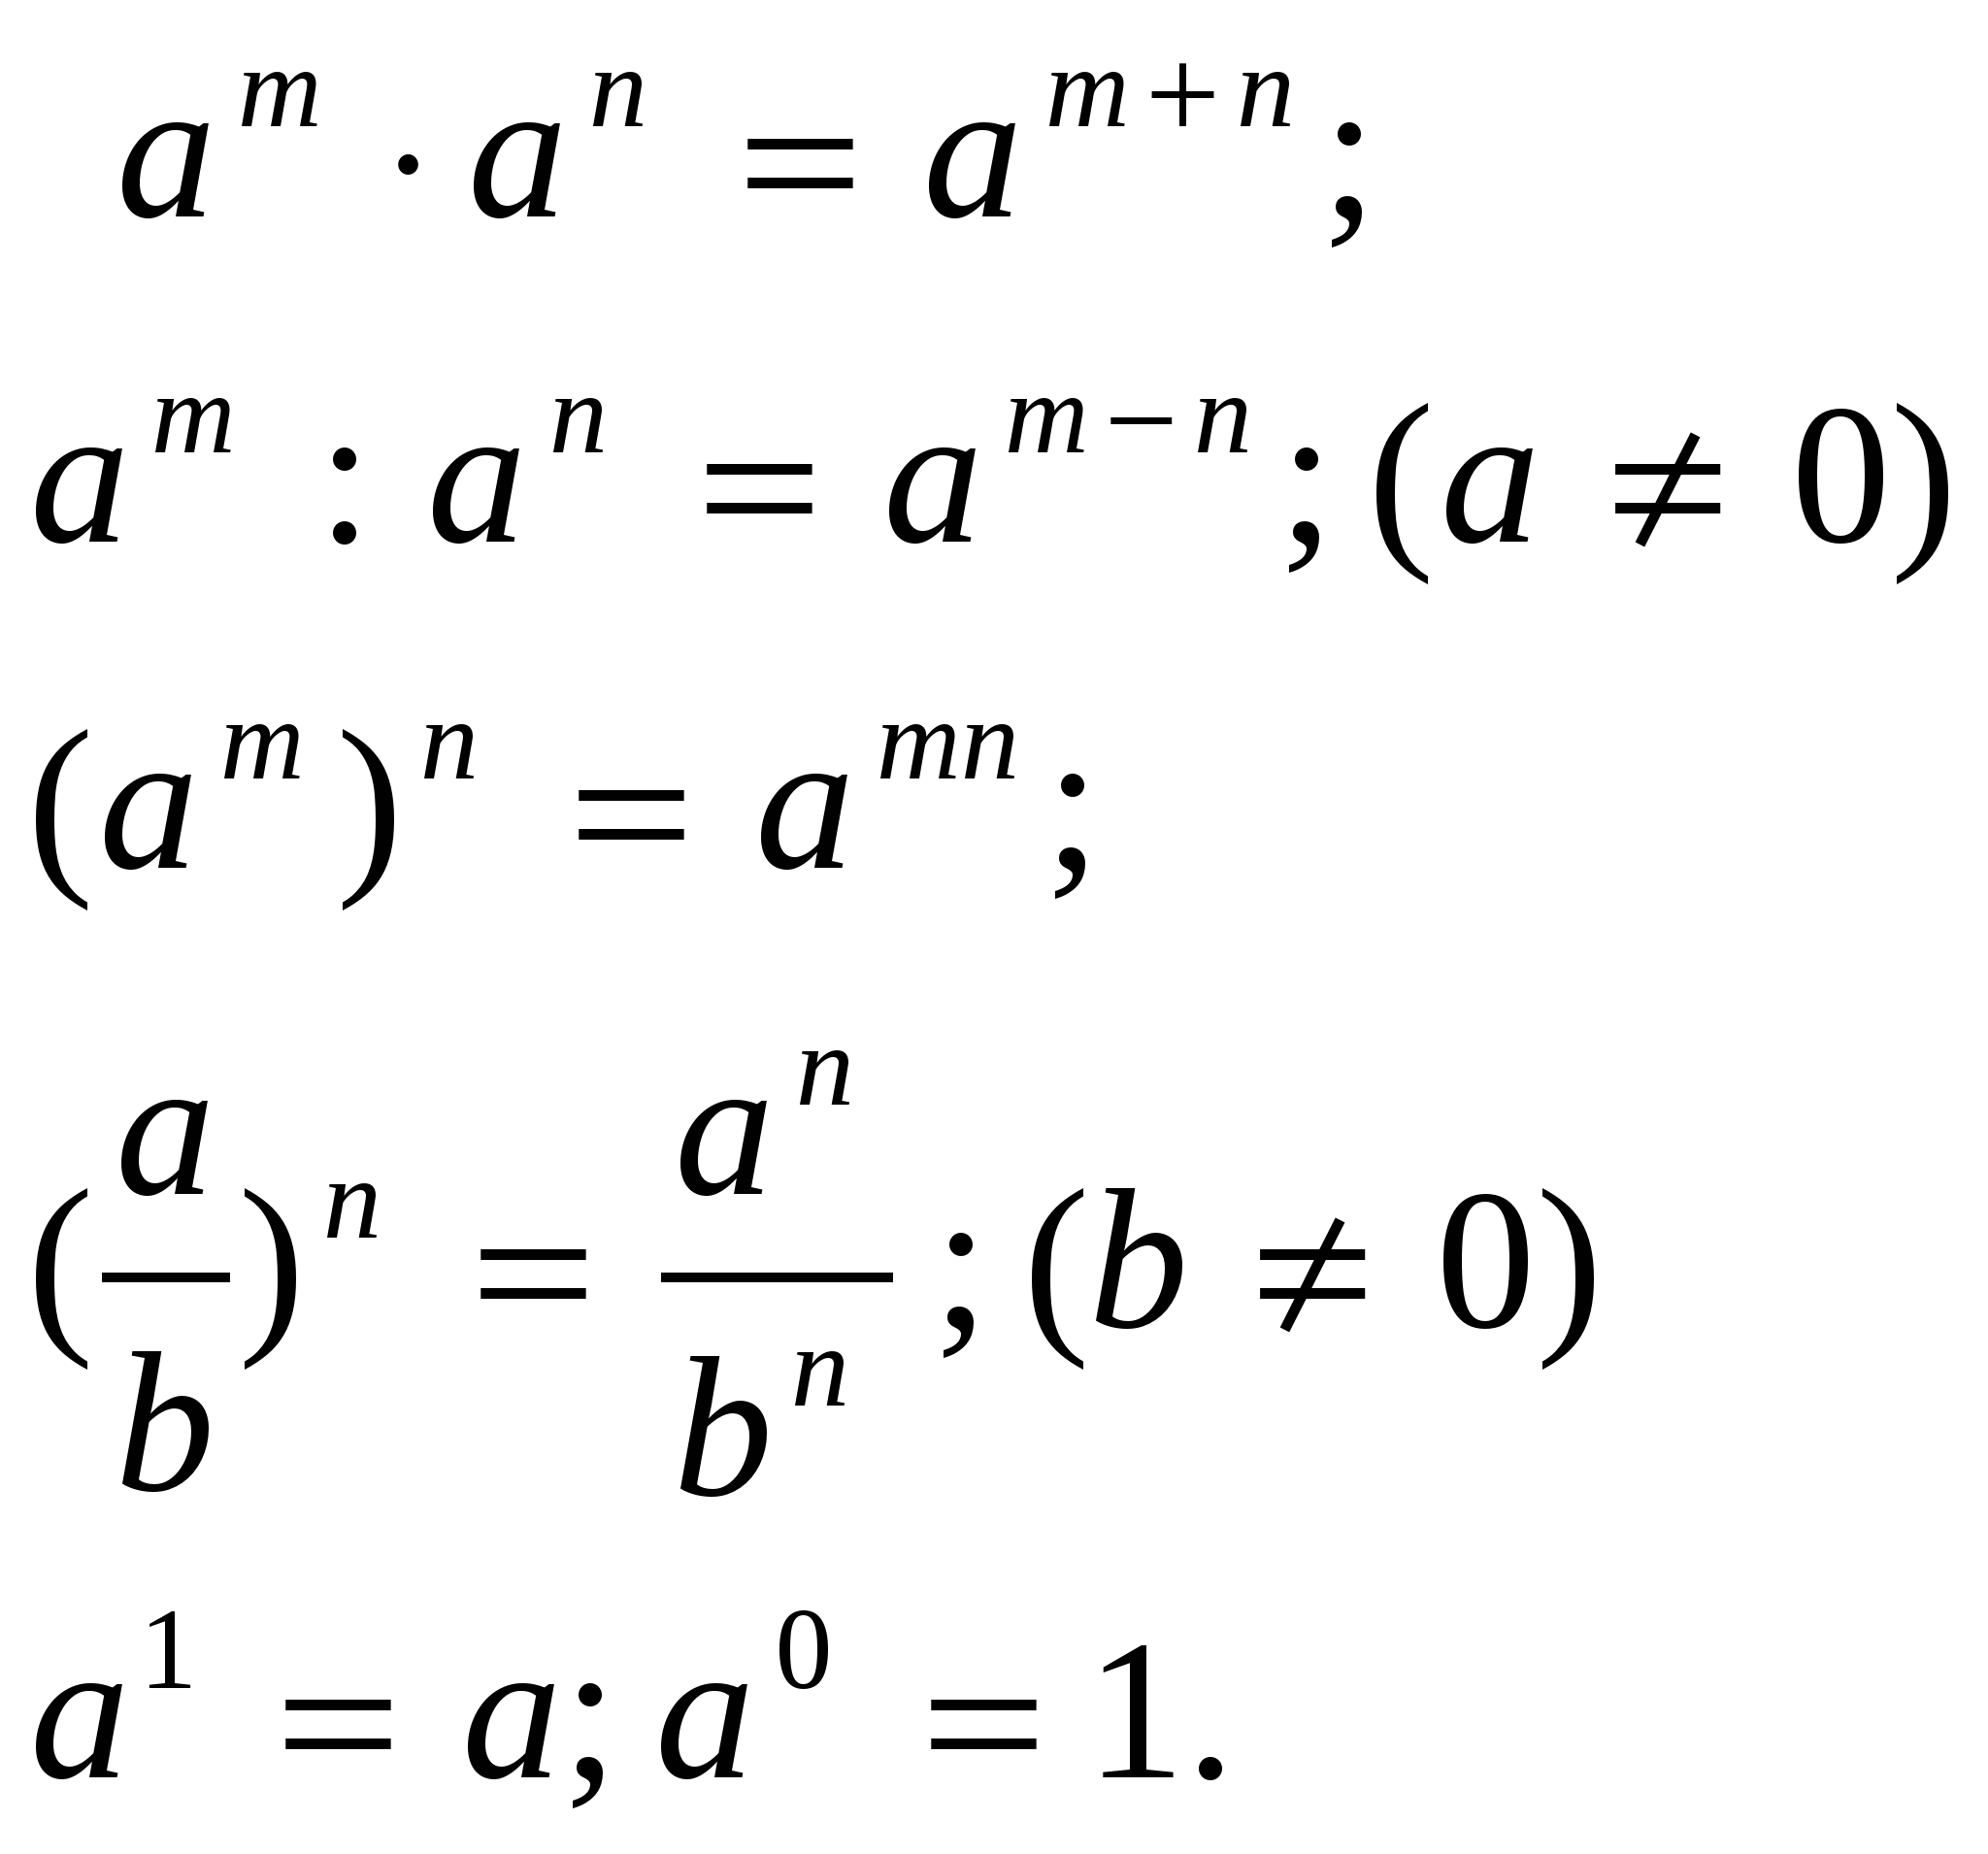 a^m · a^n = a^{m+n};
a^m : a^n = a^{m−n}; (a ≠ 0)
(a^m)^n = a^{mn};
(a/b)^n = a^n/b^n; (b ≠ 0)
a^1 = a; a^0 = 1.